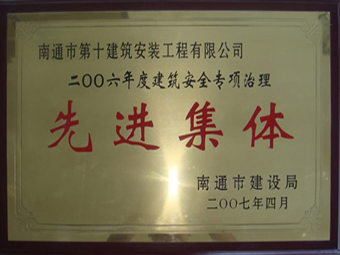 南通市第十建筑安装工程有限公司
二〇〇六年度建筑安全专项治理
先进集体
南通市建设局
二〇〇七年四月